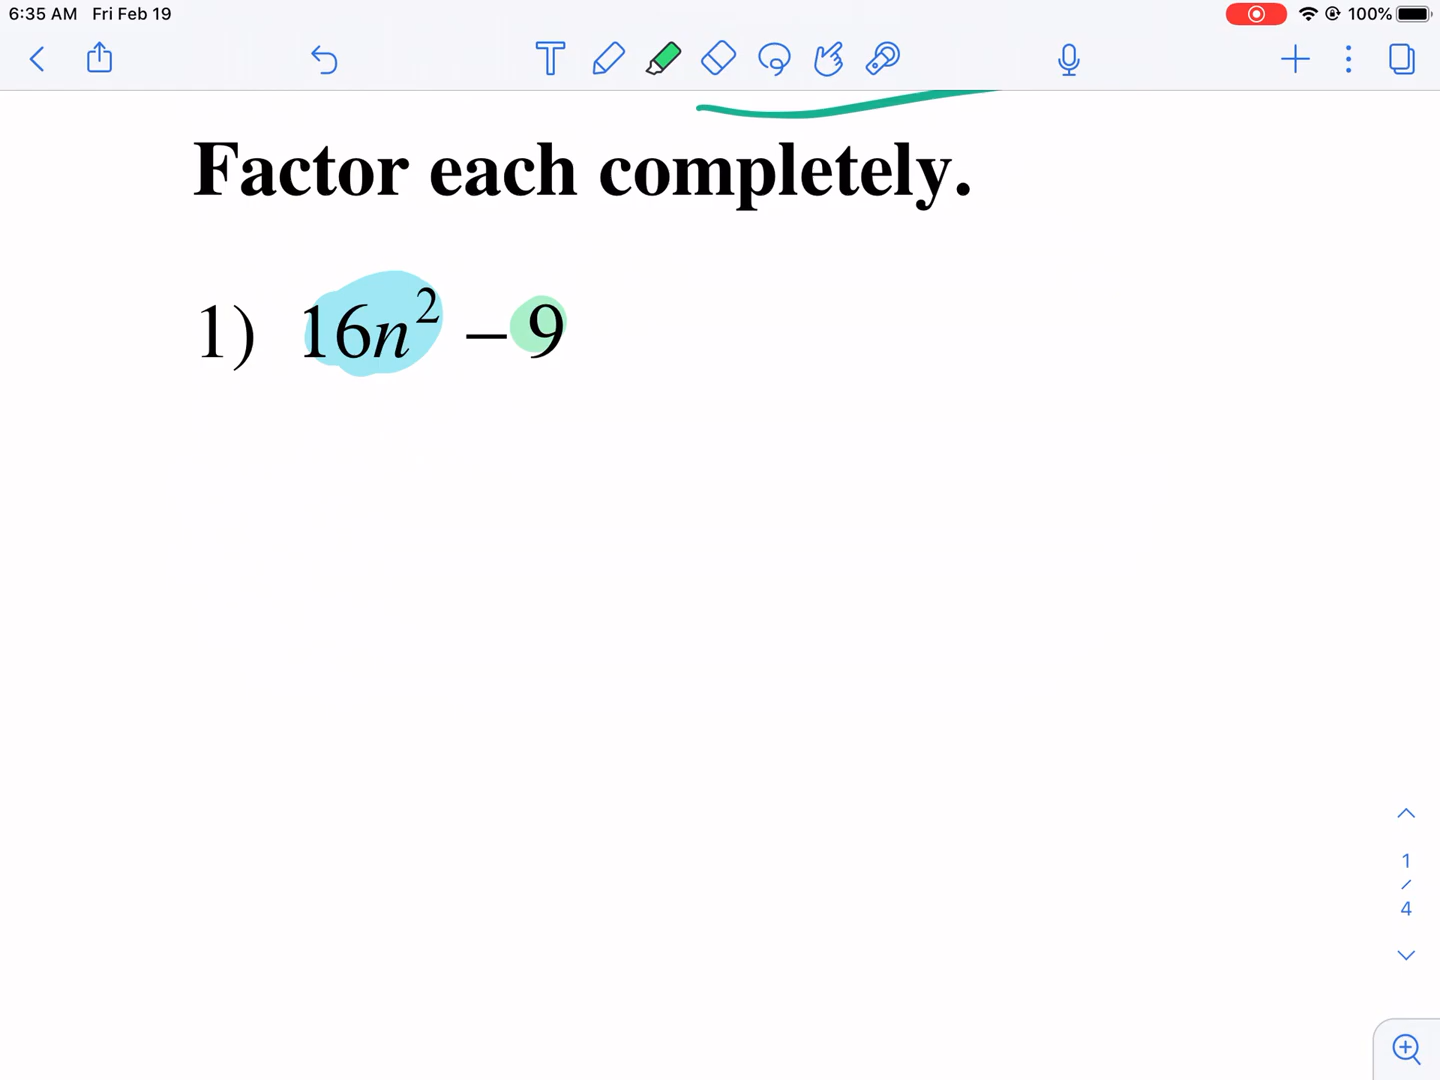 6:35 AM Fri Feb 19 100%
T
Factor each completely.
1) 16n² – 9
1
/
4